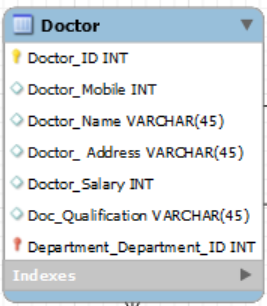 Doctor
Doctor_ID INT
Doctor_Mobile INT
Doctor_Name VARCHAR(45)
Doctor_ Address VARCHAR(45)
Doctor_Salary INT
Doc_Qualification VARCHAR(45)
Department_Department_ID INT
Indexes